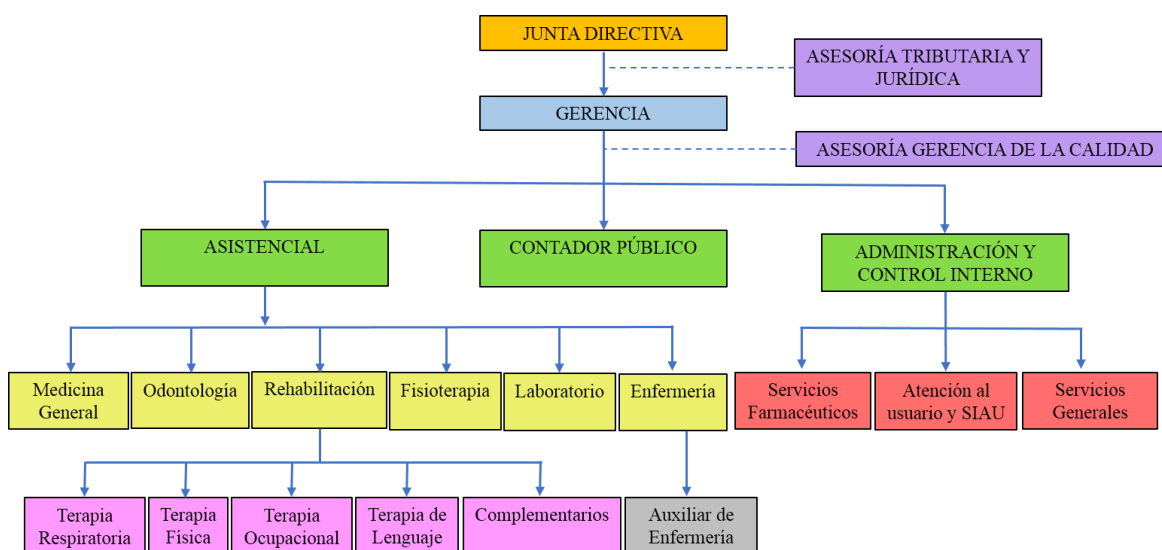 JUNTA DIRECTIVA
ASESORÍA TRIBUTARIA Y
JURÍDICA
GERENCIA
ASESORÍA GERENCIA DE LA CALIDAD
ASISTENCIAL
CONTADOR PÚBLICO
ADMINISTRACIÓN Y
CONTROL INTERNO
Medicina
General
Odontología
Rehabilitación
Fisioterapia
Laboratorio
Enfermería
Servicios
Farmacéuticos
Atención al
usuario y SIAU
Servicios
Generales
Terapia
Respiratoria
Terapia
Física
Terapia
Ocupacional
Terapia de
Lenguaje
Complementarios
Auxiliar de
Enfermería